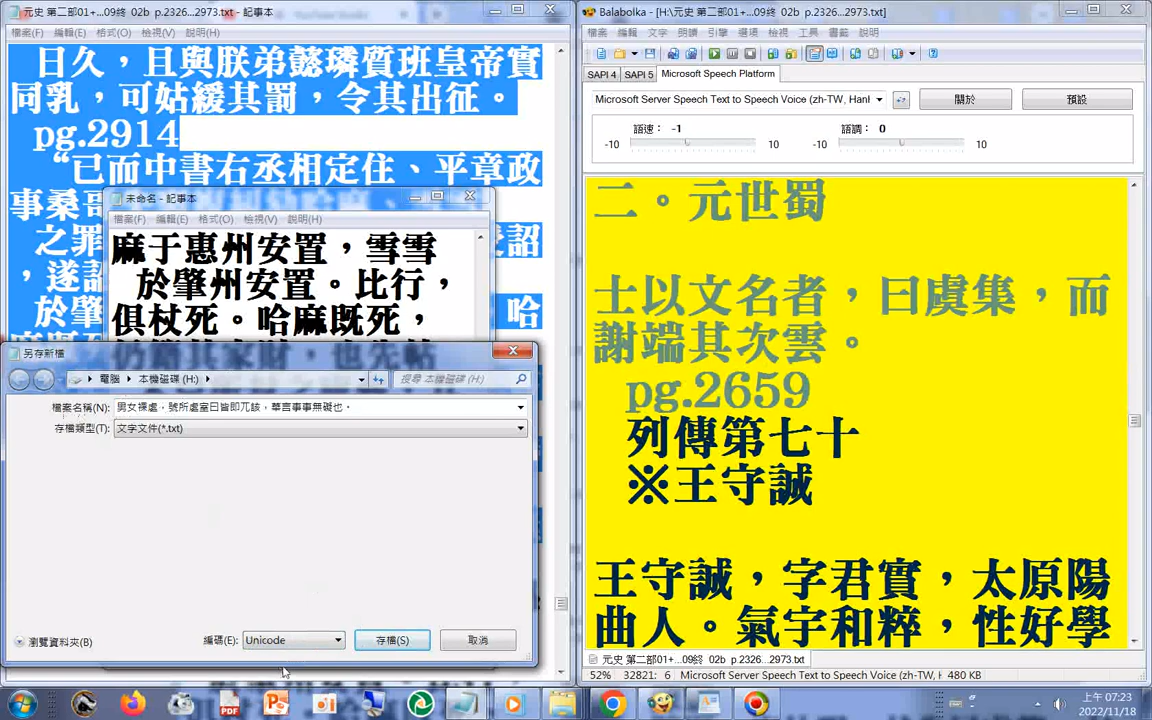 元史 第二部01+...09終 02b p.2326...2973.txt - 記事本
檔案(F) 編輯(E) 格式(O) 檢視(V) 說明(H)
日久，且與朕弟懿璘質班皇帝實
同乳，可姑緩其罰，令其出征。
pg.2914
“已而中書右丞相定住、平章政
事桑哥
之罪
詔
，遂詔
於肇
哈
未命名 - 記事本
檔案(F) 編輯(E) 格式(O) 檢視(V) 說明(H)
麻于惠州安置，雪雪
於肇州安置。比行，
俱杖死。哈麻既死，
仍籍其家財，也先帖
另存新檔
電腦 本機磁碟 (H:)
搜尋 本機磁碟 (H:)
檔案名稱(N): 男女裸處，號所處室曰皆即兀該，華言事事無礙也。
存檔類型(T): 文字文件(*.txt)
瀏覽資料夾(B)
編碼(E): Unicode
存檔(S)
取消
Balabolka - [H:\元史 第二部01+...09終 02b p.2326...2973.txt]
檔案 編輯 文字 朗讀 引擎 選項 檢視 工具 書籤 說明
SAPI 4 SAPI 5 Microsoft Speech Platform
Microsoft Server Speech Text to Speech Voice (zh-TW, Hanl
關於
預設
語速： -1
語調： 0
-10 10 -10 10
二。元世蜀
士以文名者，曰虞集，而
謝端其次雲。
pg.2659
列傳第七十
※王守誠
王守誠，字君實，太原陽
曲人。氣宇和粹，性好學
元史 第二部01+...09終 02b p.2326...2973.txt
52% 32821: 6 Microsoft Server Speech Text to Speech Voice (zh-TW, H 480 KB
上午 07:23
2022/11/18